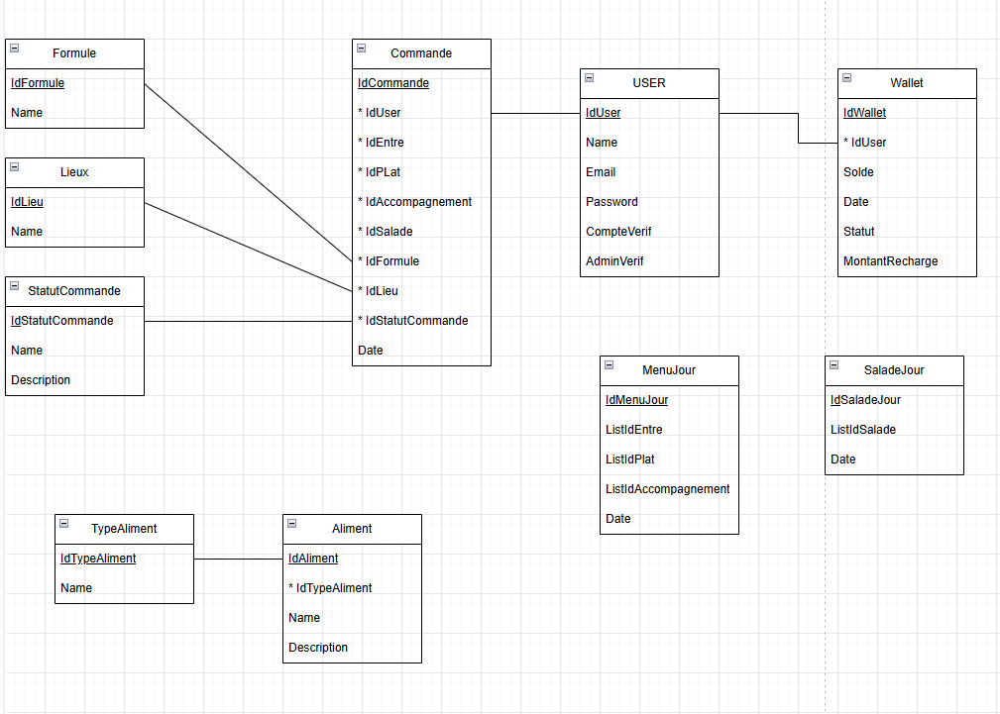 Formule
IdFormule
Name
Lieux
IdLieu
Name
StatutCommande
IdStatutCommande
Name
Description
Commande
IdCommande
* IdUser
* IdEntre
* IdPLat
* IdAccompagnement
* IdSalade
* IdFormule
* IdLieu
* IdStatutCommande
Date
USER
IdUser
Name
Email
Password
CompteVerif
AdminVerif
Wallet
IdWallet
* IdUser
Solde
Date
Statut
MontantRecharge
MenuJour
IdMenuJour
ListIdEntre
ListIdPlat
ListIdAccompagnement
Date
SaladeJour
IdSaladeJour
ListIdSalade
Date
TypeAliment
IdTypeAliment
Name
Aliment
IdAliment
* IdTypeAliment
Name
Description